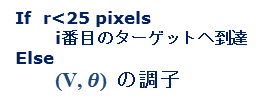 If r<25 pixels
i番目のターゲットへ到達
Else
(V, θ) の調子